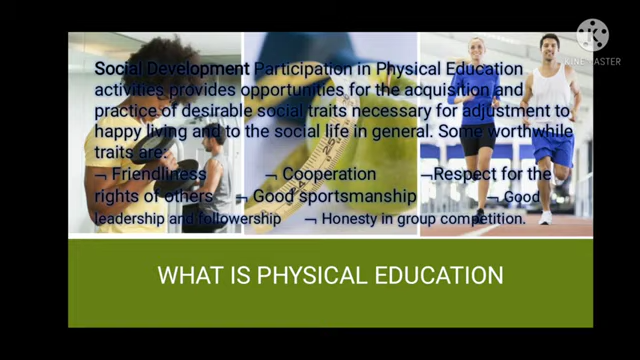 KINEMASTER
Social Development Participation in Physical Education
activities provides opportunities for the acquisition and
practice of desirable social traits necessary for adjustment to
happy living and to the social life in general. Some worthwhile
traits are:
¬ Friendliness ¬ Cooperation ¬Respect for the
rights of others ¬ Good sportsmanship ¬ Good
leadership and followership ¬ Honesty in group competition.
WHAT IS PHYSICAL EDUCATION